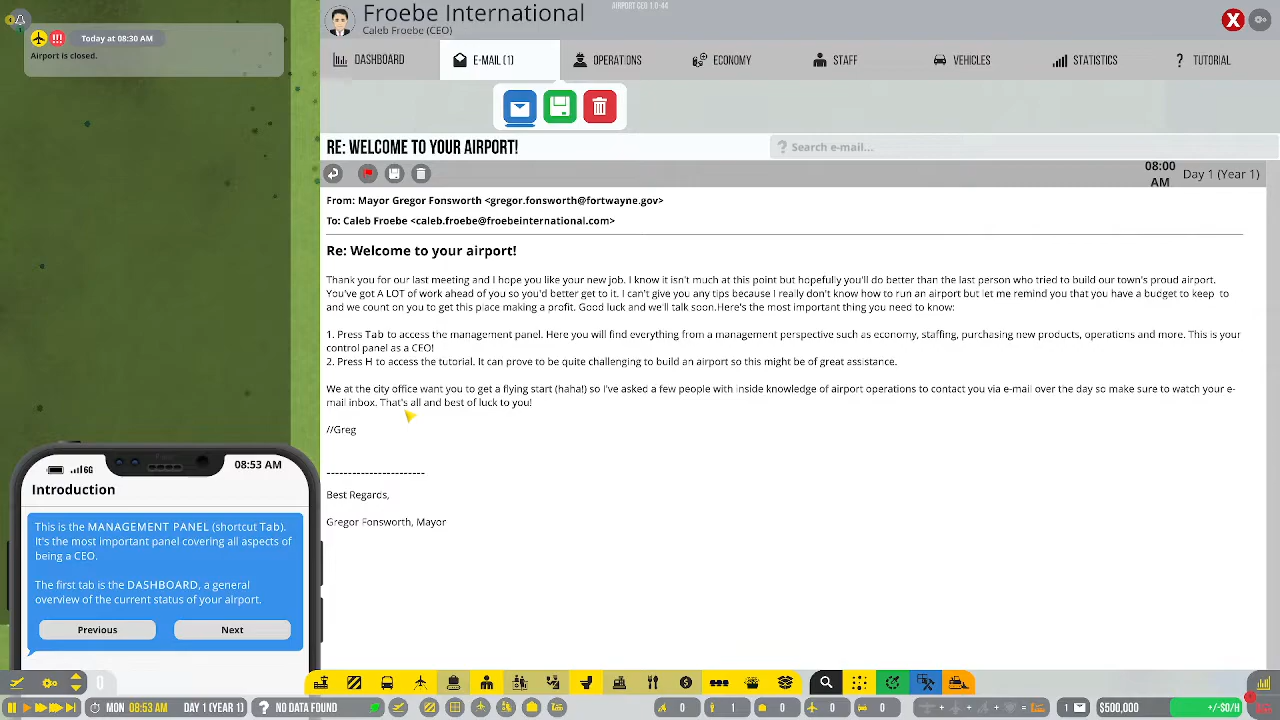 Froebe International
Caleb Froebe (CEO)
AIRPORT CEO 1.0-44
Today at 08:30 AM
Airport is closed.
DASHBOARD
E-MAIL (1)
OPERATIONS
ECONOMY
STAFF
VEHICLES
STATISTICS
? TUTORIAL
RE: WELCOME TO YOUR AIRPORT!
? Search e-mail...
08:00 AM Day 1 (Year 1)
From: Mayor Gregor Fonsworth <gregor.fonsworth@fortwayne.gov>
To: Caleb Froebe <caleb.froebe@froebeinternational.com>
Re: Welcome to your airport!
Thank you for our last meeting and I hope you like your new job. I know it isn't much at this point but hopefully you'll do better than the last person who tried to build our town's proud airport.
You've got A LOT of work ahead of you so you'd better get to it. I can't give you any tips because I really don't know how to run an airport but let me remind you that you have a budget to keep to
and we count on you to get this place making a profit. Good luck and we'll talk soon.Here's the most important thing you need to know:
1. Press Tab to access the management panel. Here you will find everything from a management perspective such as economy, staffing, purchasing new products, operations and more. This is your
control panel as a CEO!
2. Press H to access the tutorial. It can prove to be quite challenging to build an airport so this might be of great assistance.
We at the city office want you to get a flying start (haha!) so I've asked a few people with inside knowledge of airport operations to contact you via e-mail over the day so make sure to watch your e-
mail inbox. That's all and best of luck to you!
//Greg
-----------------------
Best Regards,
Gregor Fonsworth, Mayor
6G
08:53 AM
Introduction
This is the MANAGEMENT PANEL (shortcut Tab).
It's the most important panel covering all aspects of
being a CEO.
The first tab is the DASHBOARD, a general
overview of the current status of your airport.
Previous
Next
0
MON 08:53 AM DAY 1 (YEAR 1)
? NO DATA FOUND
0
1
0
0
0
1
$500,000
+/-$0/H